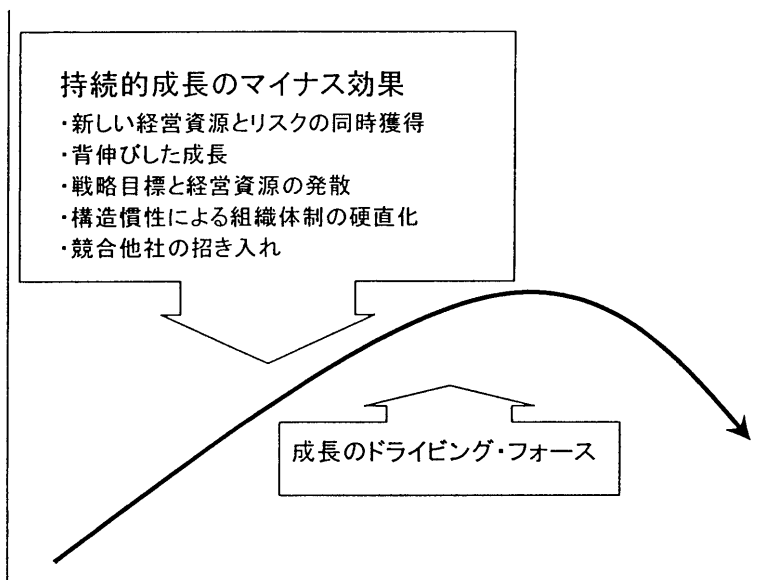 持続的成長のマイナス効果
・新しい経営資源とリスクの同時獲得
・背伸びした成長
・戦略目標と経営資源の発散
・構造慣性による組織体制の硬直化
・競合他社の招き入れ
成長のドライビング・フォース